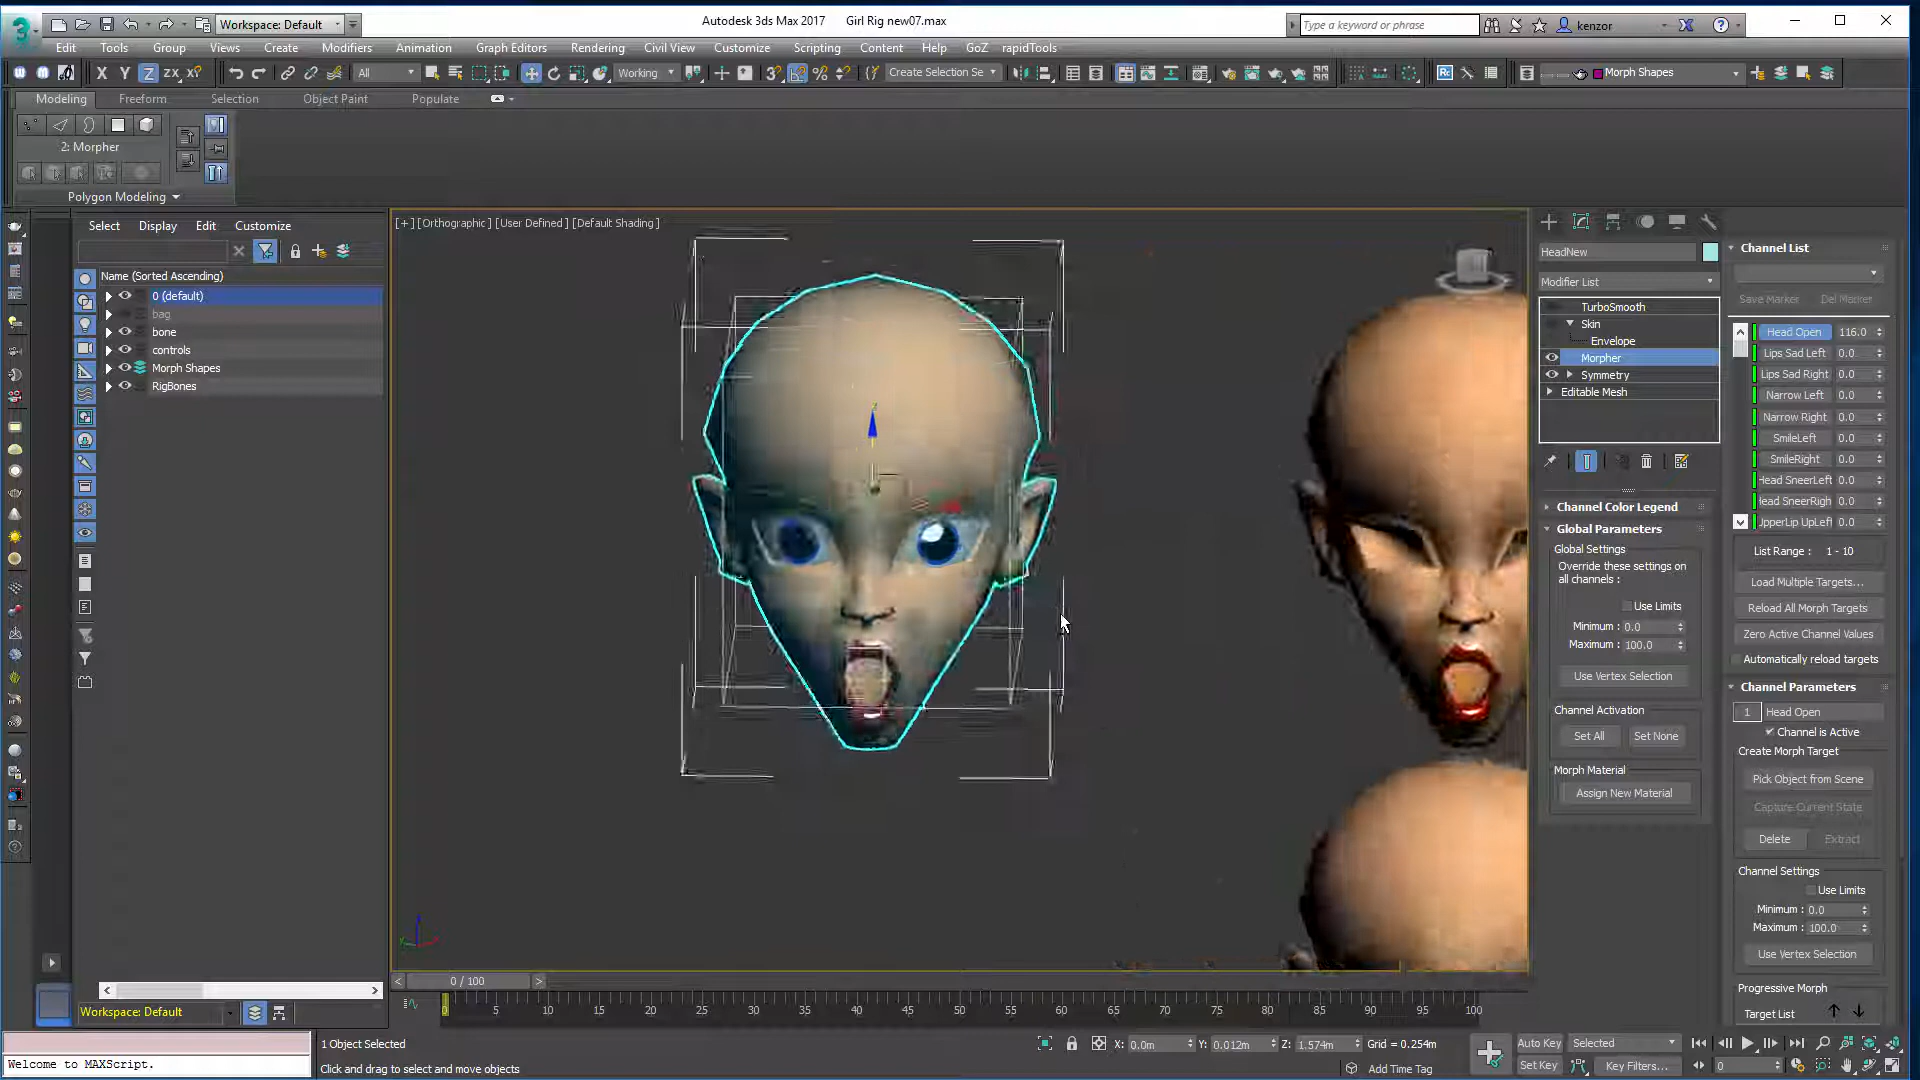 Workspace: Default
Autodesk 3ds Max 2017 Girl Rig new07.max
Type a keyword or phrase
kenzor
Edit Tools Group Views Create Modifiers Animation Graph Editors Rendering Civil View Customize Scripting Content Help GoZ rapidTools
X Y Z ZX XY All Working Create Selection Se Morph Shapes
Modeling Freeform Selection Object Paint Populate
2: Morpher
Polygon Modeling
Select Display Edit Customize
Name (Sorted Ascending)
0 (default)
bag
bone
controls
Morph Shapes
RigBones
[+] [Orthographic] [User Defined] [Default Shading]
HeadNew
Modifier List
TurboSmooth
Skin
Envelope
Morpher
Symmetry
Editable Mesh
Channel Color Legend
Global Parameters
Global Settings
Override these settings on
all channels :
Use Limits
Minimum : 0.0
Maximum : 100.0
Use Vertex Selection
Channel Activation
Set All Set None
Morph Material
Assign New Material
Channel List
Save Marker Del Marker
Head Open 116.0
Lips Sad Left 0.0
Lips Sad Right 0.0
Narrow Left 0.0
Narrow Right 0.0
SmileLeft 0.0
SmileRight 0.0
Head SneerLeft 0.0
Head SneerRigh 0.0
UpperLip UpLeft 0.0
List Range : 1 - 10
Load Multiple Targets...
Reload All Morph Targets
Zero Active Channel Values
Automatically reload targets
Channel Parameters
1 Head Open
Channel is Active
Create Morph Target
Pick Object from Scene
Capture Current State
Delete Extract
Channel Settings
Use Limits
Minimum : 0.0
Maximum : 100.0
Use Vertex Selection
Progressive Morph
Target List
0 / 100
0 5 10 15 20 25 30 35 40 45 50 55 60 65 70 75 80 85 90 95 100
Workspace: Default
1 Object Selected
X: 0.0m Y: 0.012m Z: 1.574m Grid = 0.254m
Auto Key Selected
Welcome to MAXScript.
Click and drag to select and move objects
Add Time Tag
Set Key Key Filters... 0